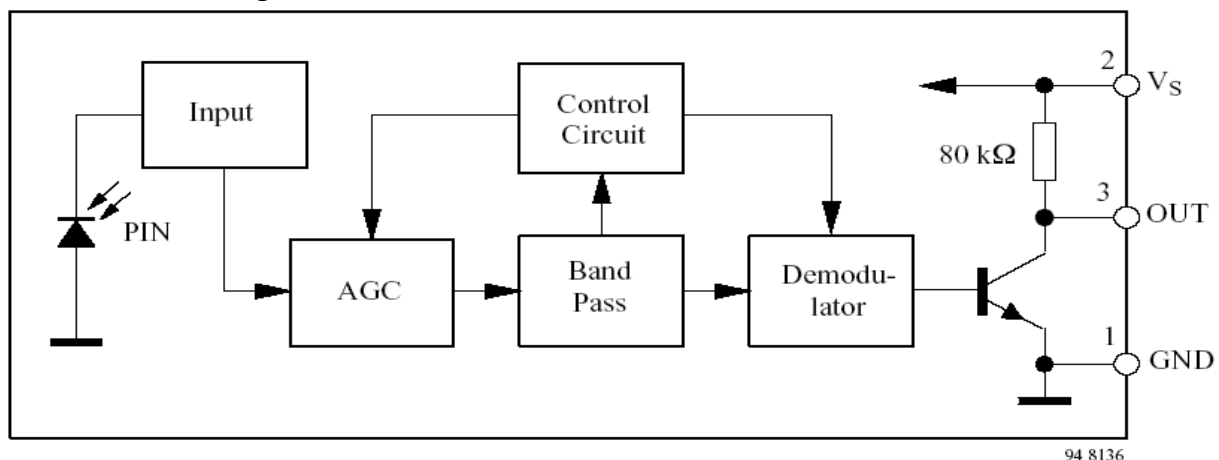 Input
PIN
AGC
Control
Circuit
Band
Pass
Demodu-
lator
80 kΩ
2
V_S
3
OUT
1
GND
94 8136